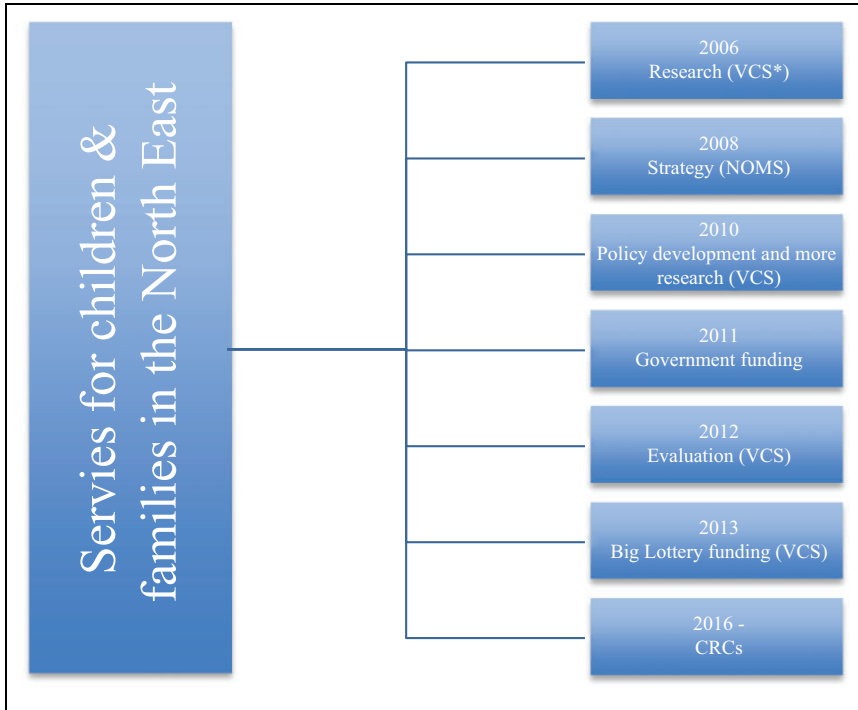 Servies for children &
families in the North East
2006
Research (VCS*)
2008
Strategy (NOMS)
2010
Policy development and more
research (VCS)
2011
Government funding
2012
Evaluation (VCS)
2013
Big Lottery funding (VCS)
2016 -
CRCs